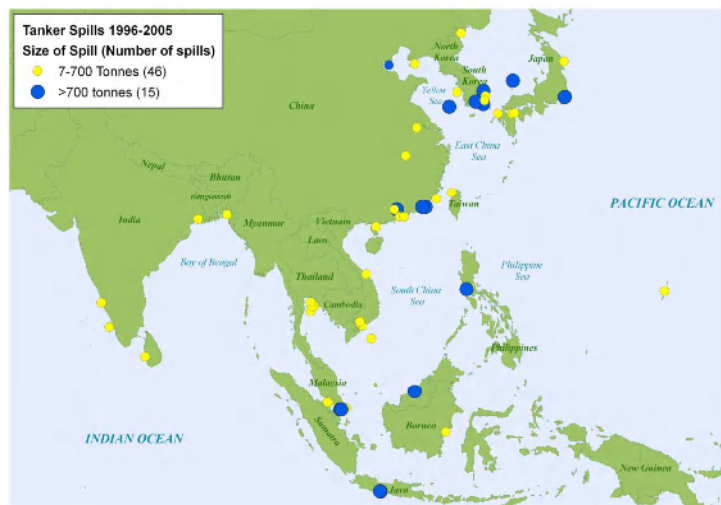 Tanker Spills 1996-2005
Size of Spill (Number of spills)
7-700 Tonnes (46)
>700 tonnes (15)
North
Korea
Japan
South
Korea
Yellow
Sea
China
East China
Sea
Nepal
Bhutan
Bangladesh
Taiwan
PACIFIC OCEAN
India
Myanmar
Vietnam
Laos
Bay of Bengal
Thailand
South China
Sea
Philippine
Sea
Cambodia
Philippines
Malaysia
INDIAN OCEAN
Sumatra
Borneo
New Guinea
Java